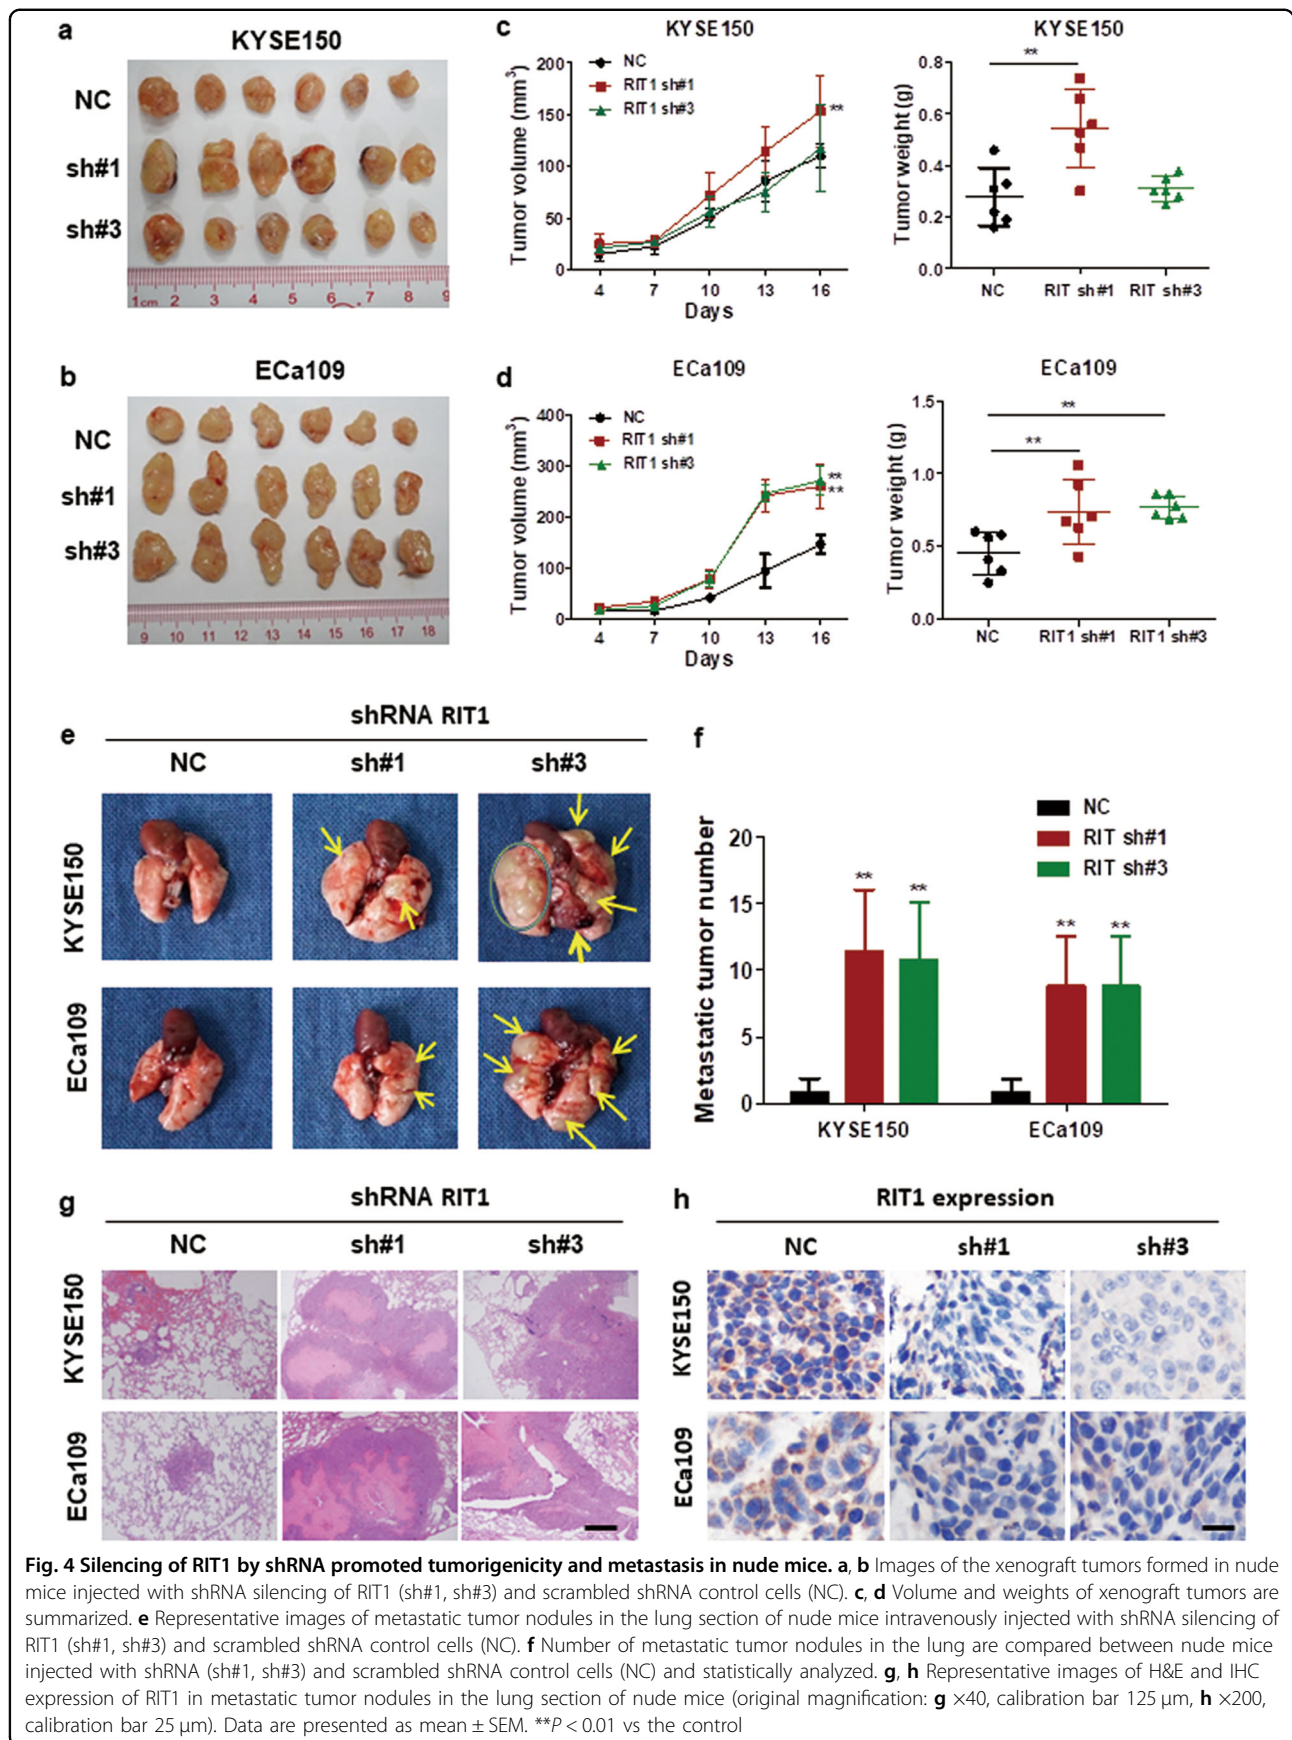 a
KYSE150
NC
sh#1
sh#3
1cm 2 3 4 5 6 7 8 9
b
ECa109
NC
sh#1
sh#3
9 10 11 12 13 14 15 16 17 18
c
KYSE150
Tumor volume (mm³)
200
150
100
50
0
NC
RIT1 sh#1
RIT1 sh#3
**
4 7 10 13 16
Days
KYSE150
Tumor weight (g)
0.8
0.6
0.4
0.2
0.0
**
NC RIT sh#1 RIT sh#3
d
ECa109
Tumor volume (mm³)
400
300
200
100
0
NC
RIT1 sh#1
RIT1 sh#3
**
**
4 7 10 13 16
Days
ECa109
Tumor weight (g)
1.5
1.0
0.5
0.0
**
**
NC RIT1 sh#1 RIT1 sh#3
e
shRNA RIT1
NC sh#1 sh#3
KYSE150
ECa109
f
Metastatic tumor number
20
15
10
5
0
NC
RIT sh#1
RIT sh#3
** ** ** **
KYSE150 ECa109
g
shRNA RIT1
NC sh#1 sh#3
KYSE150
ECa109
h
RIT1 expression
NC sh#1 sh#3
KYSE150
ECa109
Fig. 4 Silencing of RIT1 by shRNA promoted tumorigenicity and metastasis in nude mice. a, b Images of the xenograft tumors formed in nude
mice injected with shRNA silencing of RIT1 (sh#1, sh#3) and scrambled shRNA control cells (NC). c, d Volume and weights of xenograft tumors are
summarized. e Representative images of metastatic tumor nodules in the lung section of nude mice intravenously injected with shRNA silencing of
RIT1 (sh#1, sh#3) and scrambled shRNA control cells (NC). f Number of metastatic tumor nodules in the lung are compared between nude mice
injected with shRNA (sh#1, sh#3) and scrambled shRNA control cells (NC) and statistically analyzed. g, h Representative images of H&E and IHC
expression of RIT1 in metastatic tumor nodules in the lung section of nude mice (original magnification: g ×40, calibration bar 125 µm, h ×200,
calibration bar 25 µm). Data are presented as mean ± SEM. **P < 0.01 vs the control